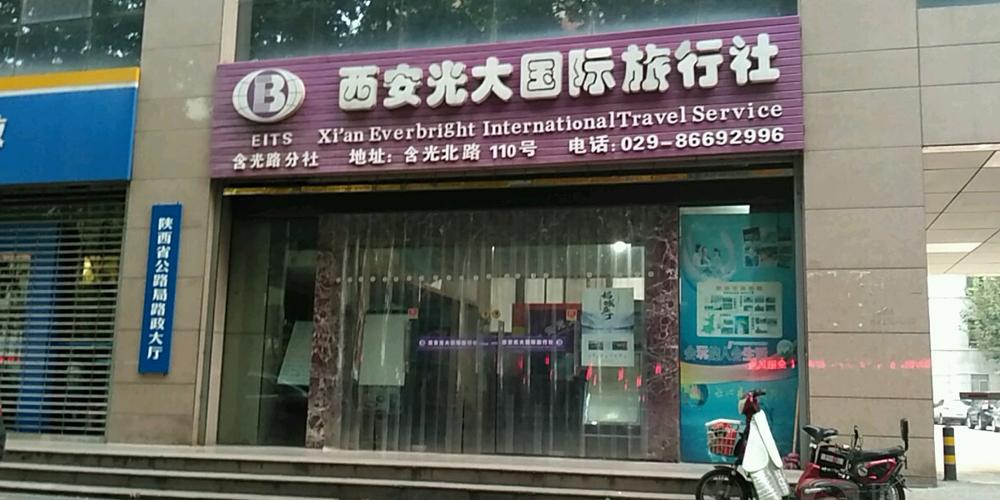 西安光大国际旅行社
B
EITS
Xi'an Everbright International Travel Service
含光路分社 地址：含光北路 110号 电话：029-86692996
陕西省公路局路政大厅